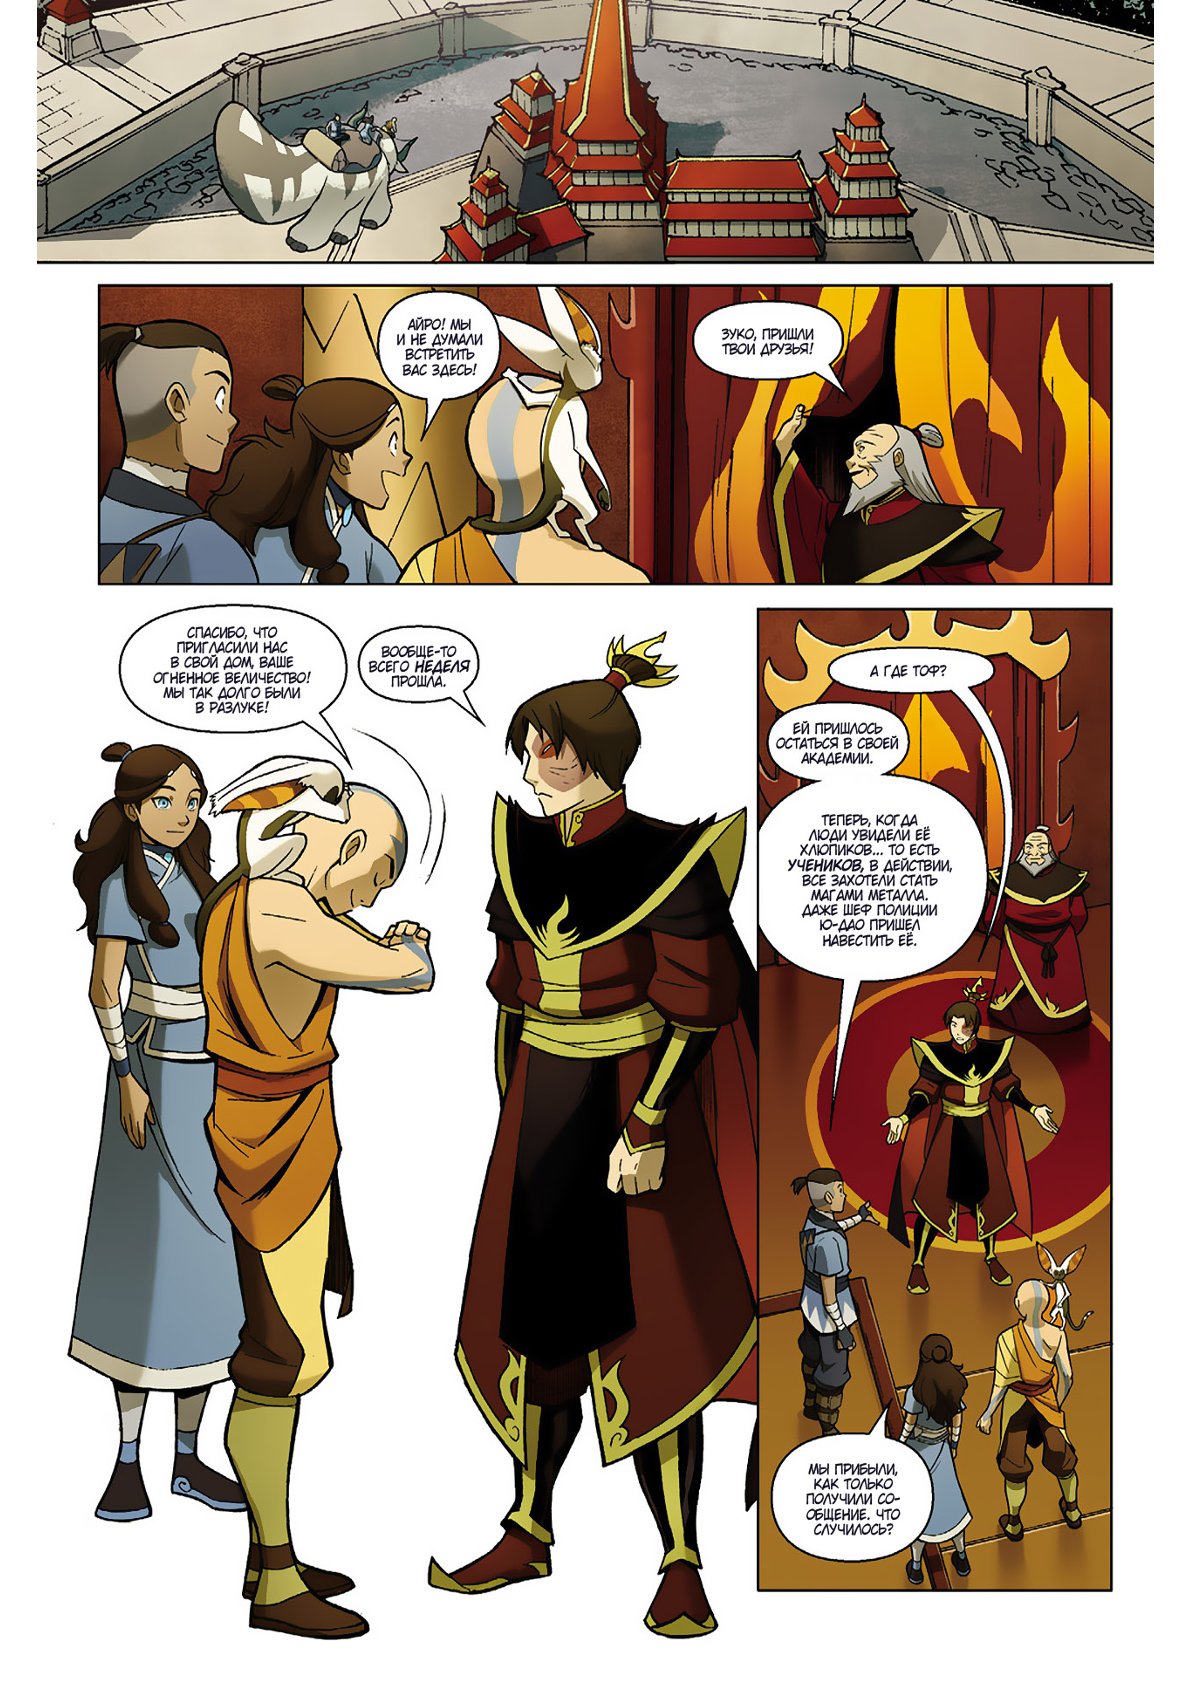 АЙРО! МЫ
И НЕ ДУМАЛИ
ВСТРЕТИТЬ
ВАС ЗДЕСЬ!
ЗУКО, ПРИШЛИ
ТВОИ ДРУЗЬЯ!
СПАСИБО, ЧТО
ПРИГЛАСИЛИ НАС
В СВОЙ ДОМ, ВАШЕ
ОГНЕННОЕ ВЕЛИЧЕСТВО!
МЫ ТАК ДОЛГО БЫЛИ
В РАЗЛУКЕ!
ВООБЩЕ-ТО
ВСЕГО НЕДЕЛЯ
ПРОШЛА.
А ГДЕ ТОФ?
ЕЙ ПРИШЛОСЬ
ОСТАТЬСЯ В СВОЕЙ
АКАДЕМИИ.
ТЕПЕРЬ, КОГДА
ЛЮДИ УВИДЕЛИ ЕЁ
ХЛЮПИКОВ... ТО ЕСТЬ
УЧЕНИКОВ, В ДЕЙСТВИИ,
ВСЕ ЗАХОТЕЛИ СТАТЬ
МАГАМИ МЕТАЛЛА.
ДАЖЕ ШЕФ ПОЛИЦИИ
Ю-ДАО ПРИШЕЛ
НАВЕСТИТЬ ЕЁ.
МЫ ПРИБЫЛИ,
КАК ТОЛЬКО
ПОЛУЧИЛИ СО-
ОБЩЕНИЕ. ЧТО
СЛУЧИЛОСЬ?